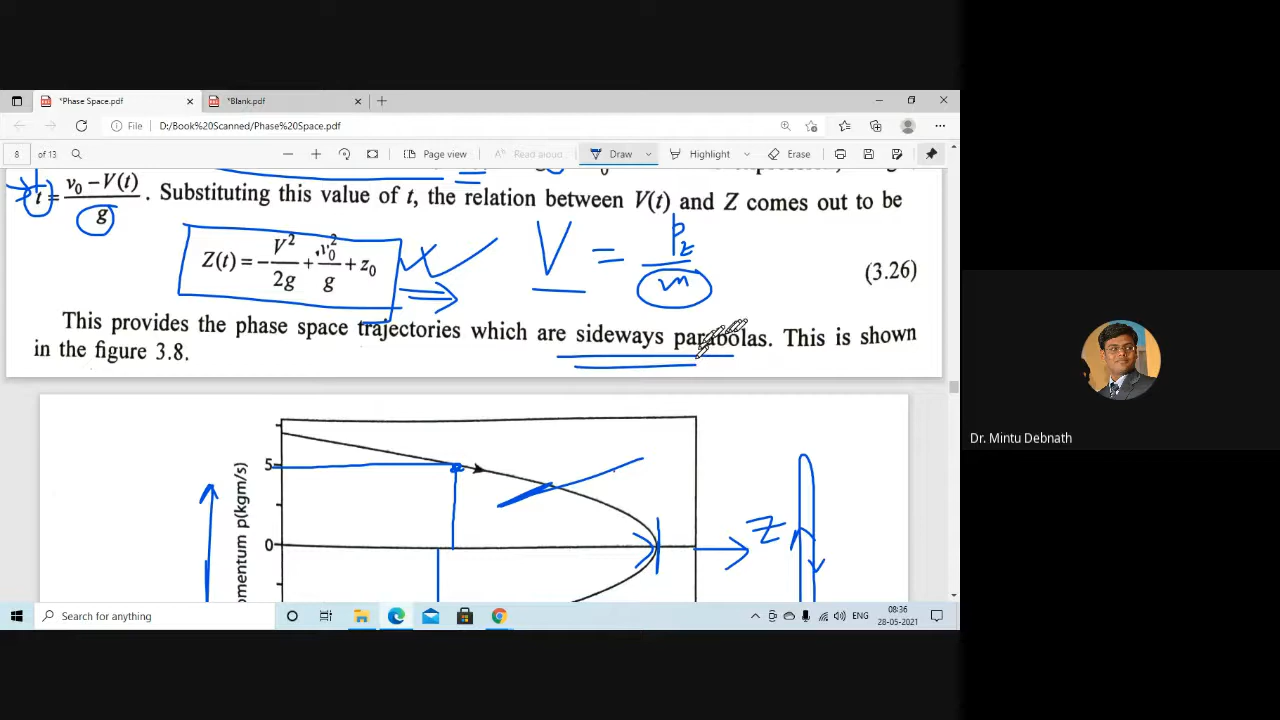 *Phase Space.pdf
*Blank.pdf
File D:/Book%20Scanned/Phase%20Space.pdf
8 of 13 Page view Read aloud Draw Highlight Erase
t = v₀ − V(t) / g . Substituting this value of t, the relation between V(t) and Z comes out to be
Z(t) = − V² / 2g + v₀² / g + z₀ V = p_z / m (3.26)
This provides the phase space trajectories which are sideways parabolas. This is shown
in the figure 3.8.
5
0
omentum p(kgm/s)
Z
Dr. Mintu Debnath
Search for anything
ENG
08:36
28-05-2021